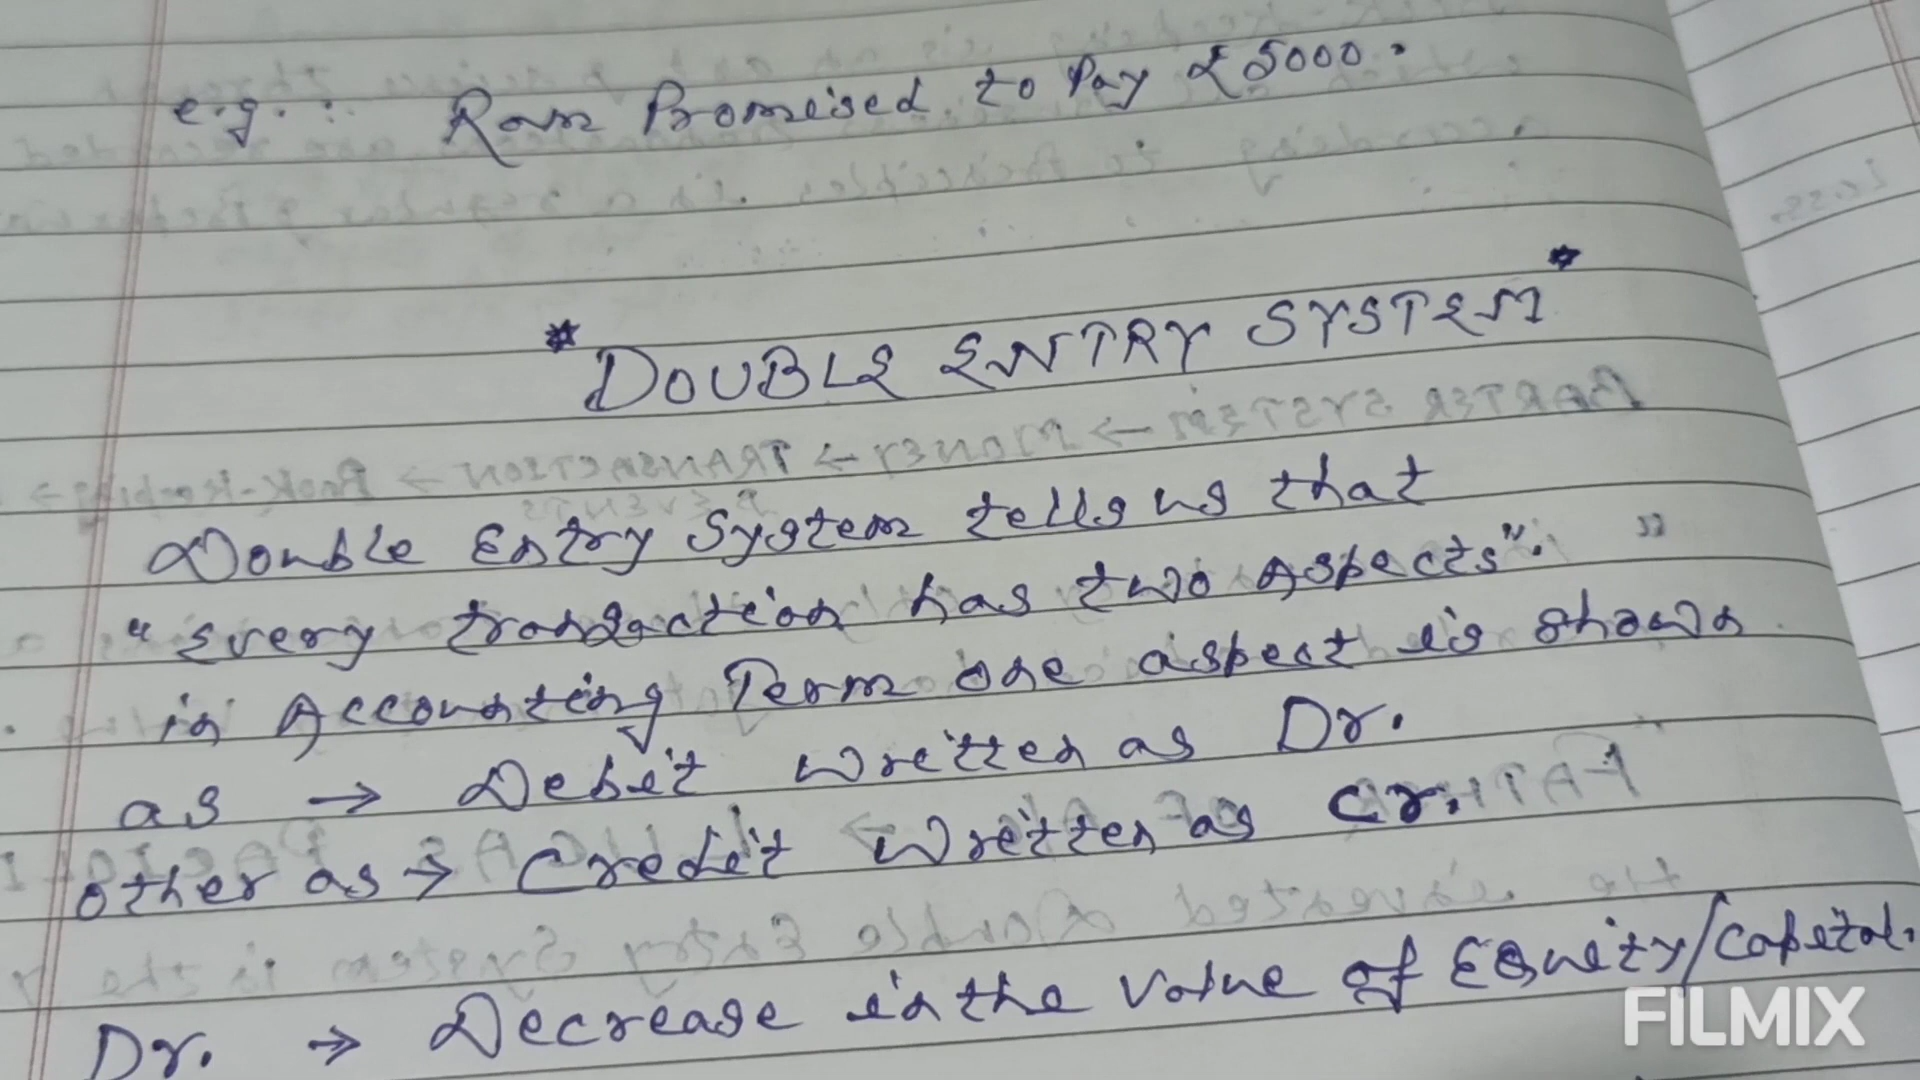 e.g. : Ram Promised to Pay ₹5000.
* DOUBLE ENTRY SYSTEM *
Double Entry System tells us that
"Every transaction has two Aspects". "
in Accounting Term one aspect is shown
as → Debit written as Dr.
other as → Credit Written as Cr.
Dr. → Decrease in the Value of Equity/Capital.
FILMIX